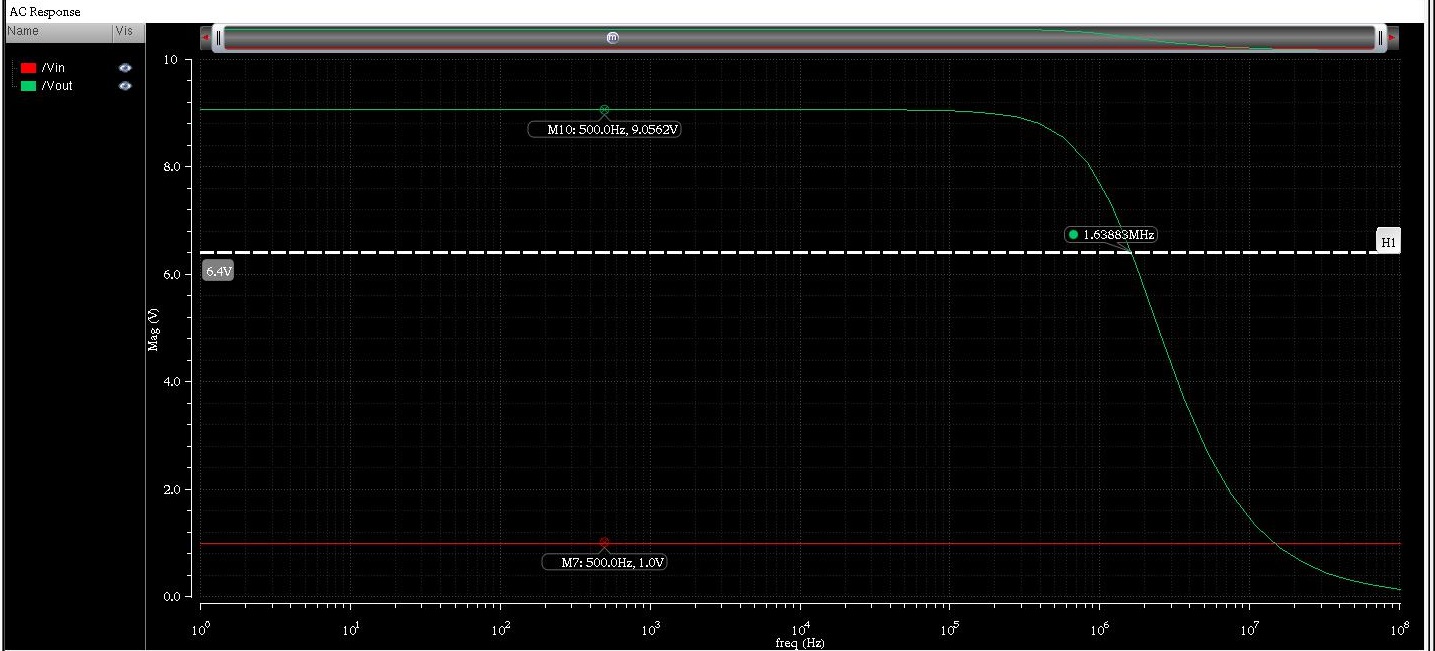 AC Response
Name Vis
/Vin
/Vout
m
10
M10: 500.0Hz, 9.0562V
8.0
1.63883MHz
H1
6.4V
6.0
Mag (V)
4.0
2.0
M7: 500.0Hz, 1.0V
0.0
10⁰ 10¹ 10² 10³ 10⁴ 10⁵ 10⁶ 10⁷ 10⁸
freq (Hz)